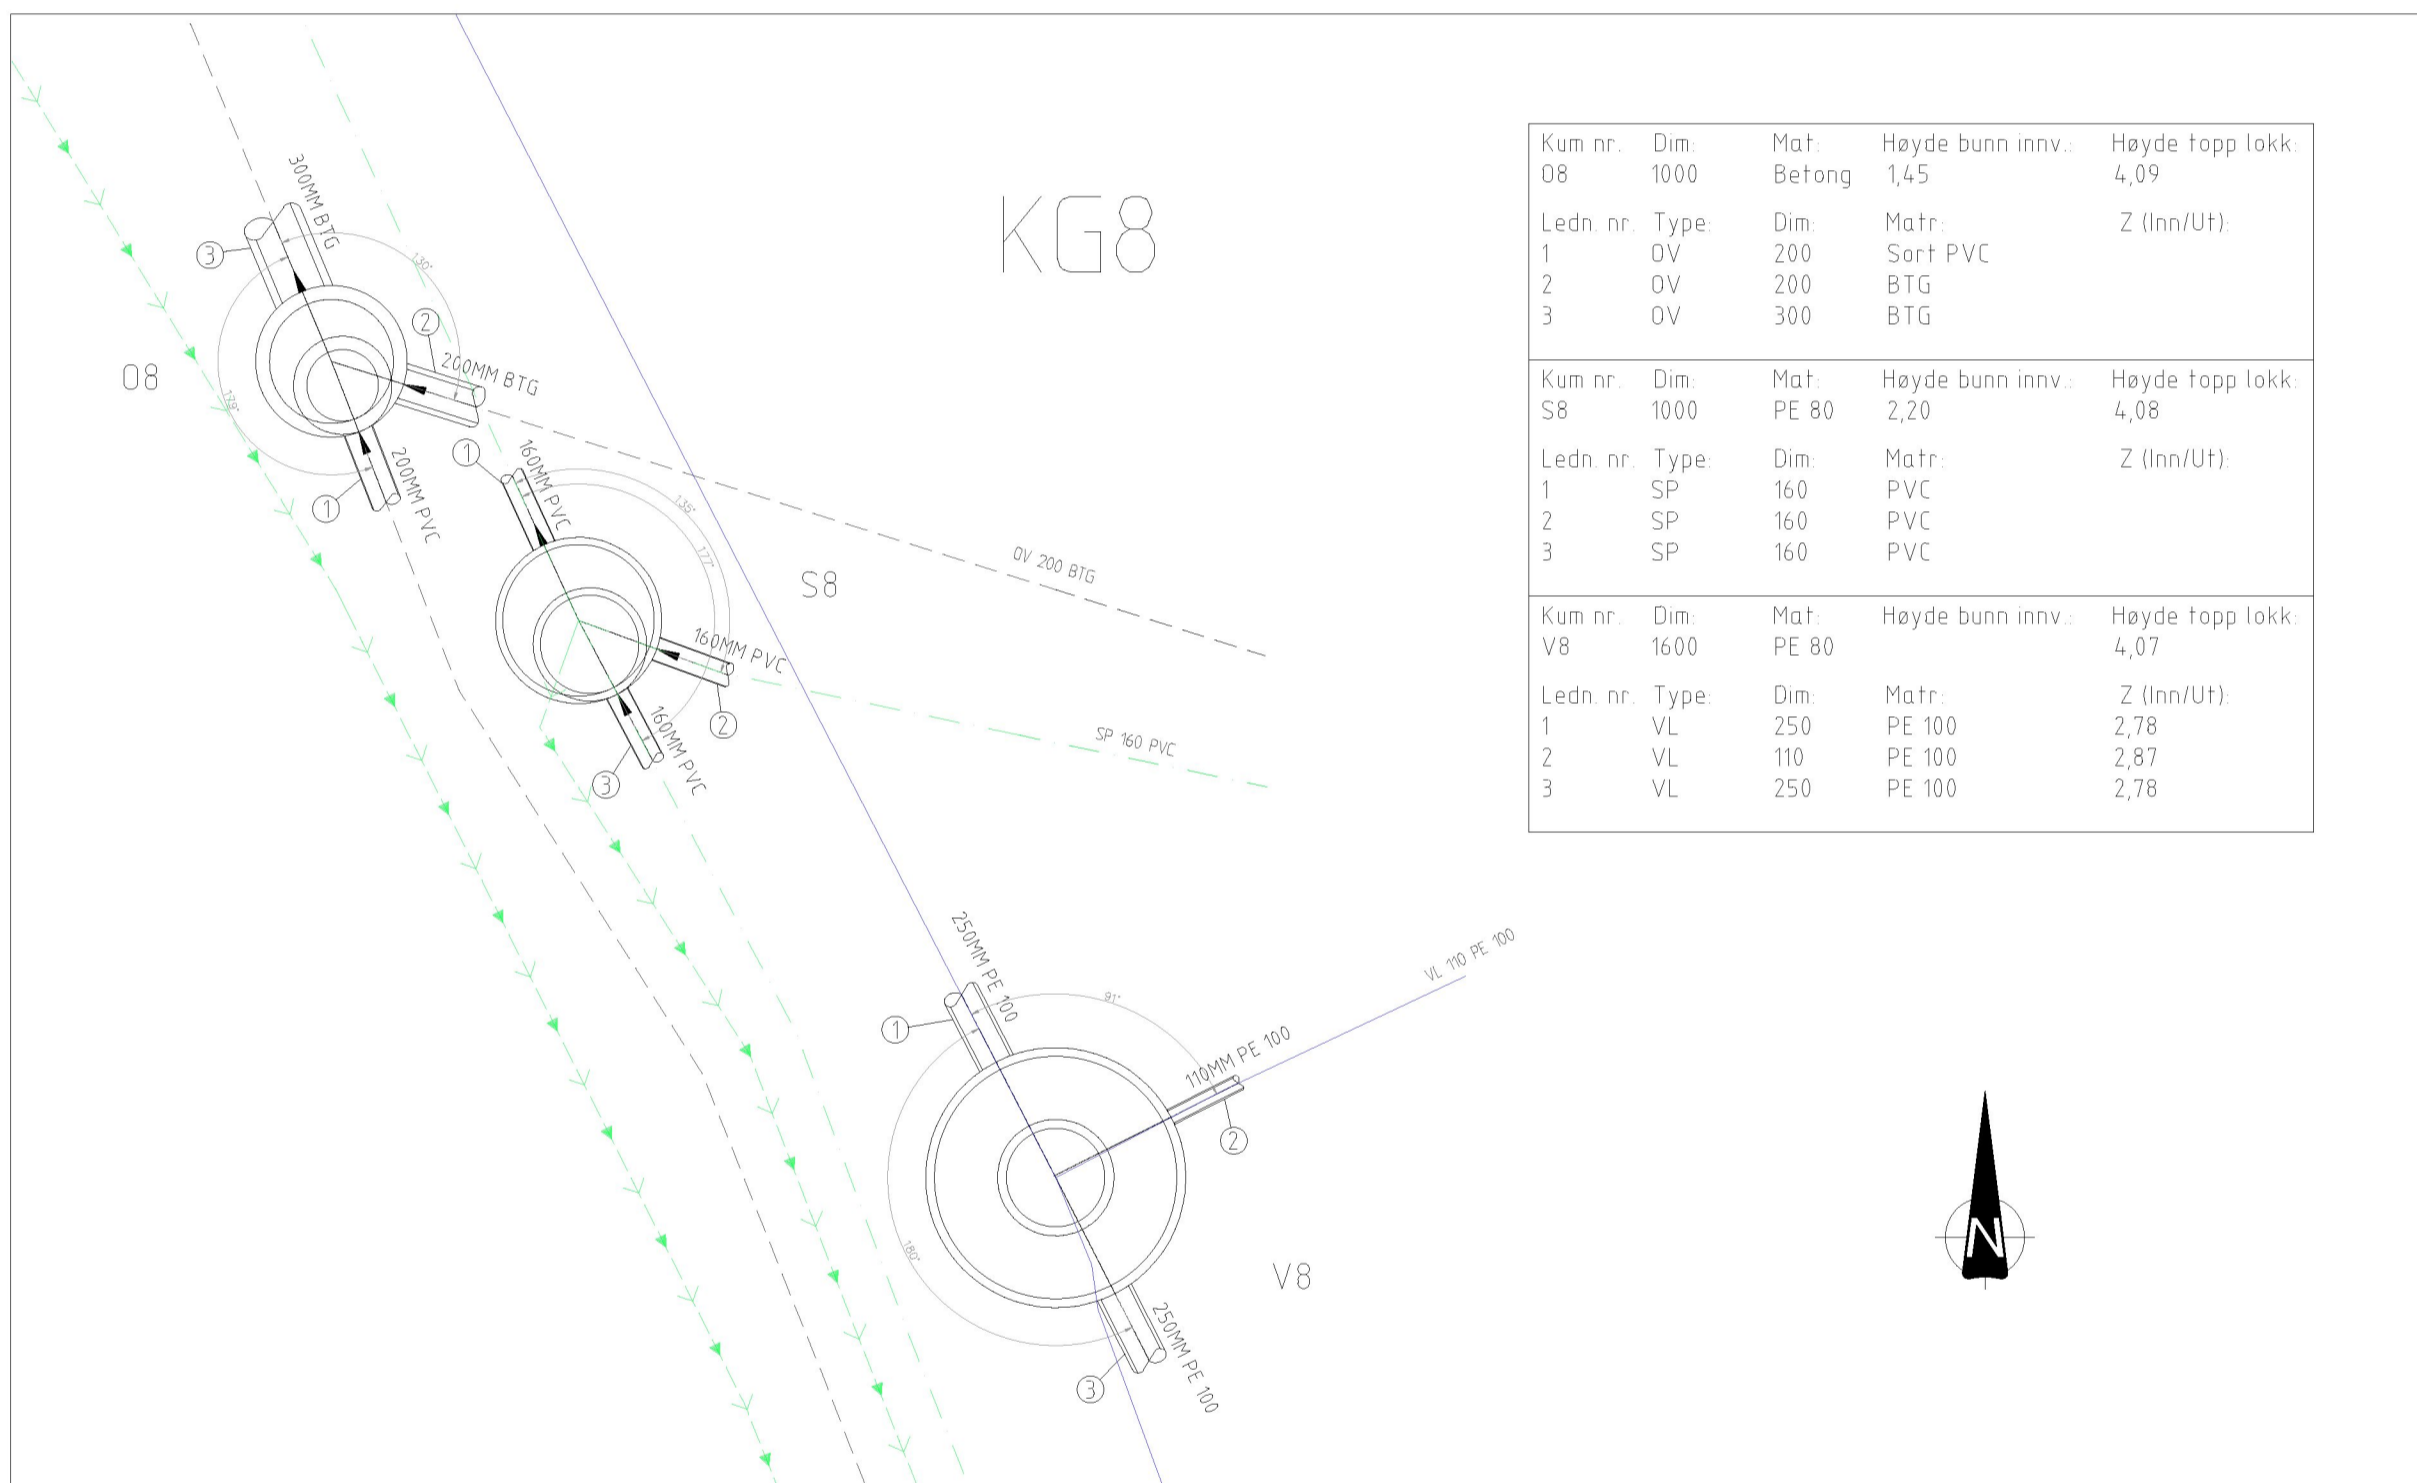 KG8
O8
300MM BTG
3
130°
2
200MM BTG
179°
1
200MM PVC
1
160MM PVC
135°
177°
S8
OV 200 BTG
160MM PVC
2
160MM PVC
3
SP 160 PVC
250MM PE 100
1
91°
VL 110 PE 100
110MM PE 100
2
180°
V8
250MM PE 100
3
Kum nr. Dim: Mat: Høyde bunn innv.: Høyde topp lokk:
O8 1000 Betong 1,45 4,09
Ledn. nr. Type: Dim: Matr: Z (Inn/Ut):
1 OV 200 Sort PVC
2 OV 200 BTG
3 OV 300 BTG
Kum nr. Dim: Mat: Høyde bunn innv.: Høyde topp lokk:
S8 1000 PE 80 2,20 4,08
Ledn. nr. Type: Dim: Matr: Z (Inn/Ut):
1 SP 160 PVC
2 SP 160 PVC
3 SP 160 PVC
Kum nr. Dim: Mat: Høyde bunn innv.: Høyde topp lokk:
V8 1600 PE 80 4,07
Ledn. nr. Type: Dim: Matr: Z (Inn/Ut):
1 VL 250 PE 100 2,78
2 VL 110 PE 100 2,87
3 VL 250 PE 100 2,78
N